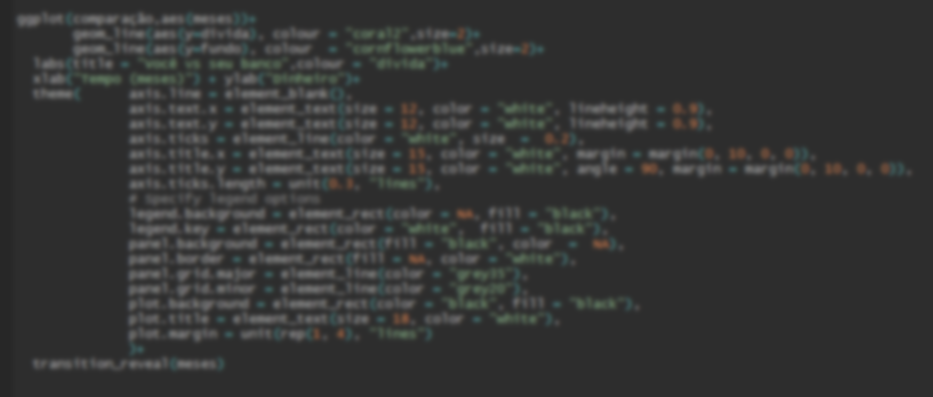 ggplot(comparação,aes(meses))+
geom_line(aes(y=divida), colour = "coral2",size=2)+
geom_line(aes(y=fundo), colour = "cornflowerblue",size=2)+
labs(title = "Você vs seu banco",colour = "divida")+
xlab("Tempo (meses)") + ylab("Dinheiro")+
theme( axis.line = element_blank(),
axis.text.x = element_text(size = 12, color = "white", lineheight = 0.9),
axis.text.y = element_text(size = 12, color = "white", lineheight = 0.9),
axis.ticks = element_line(color = "white", size = 0.2),
axis.title.x = element_text(size = 15, color = "white", margin = margin(0, 10, 0, 0)),
axis.title.y = element_text(size = 15, color = "white", angle = 90, margin = margin(0, 10, 0, 0)),
axis.ticks.length = unit(0.3, "lines"),
# Specify legend options
legend.background = element_rect(color = NA, fill = "black"),
legend.key = element_rect(color = "white", fill = "black"),
panel.background = element_rect(fill = "black", color = NA),
panel.border = element_rect(fill = NA, color = "white"),
panel.grid.major = element_line(color = "grey35"),
panel.grid.minor = element_line(color = "grey20"),
plot.background = element_rect(color = "black", fill = "black"),
plot.title = element_text(size = 18, color = "white"),
plot.margin = unit(rep(1, 4), "lines")
)+
transition_reveal(meses)